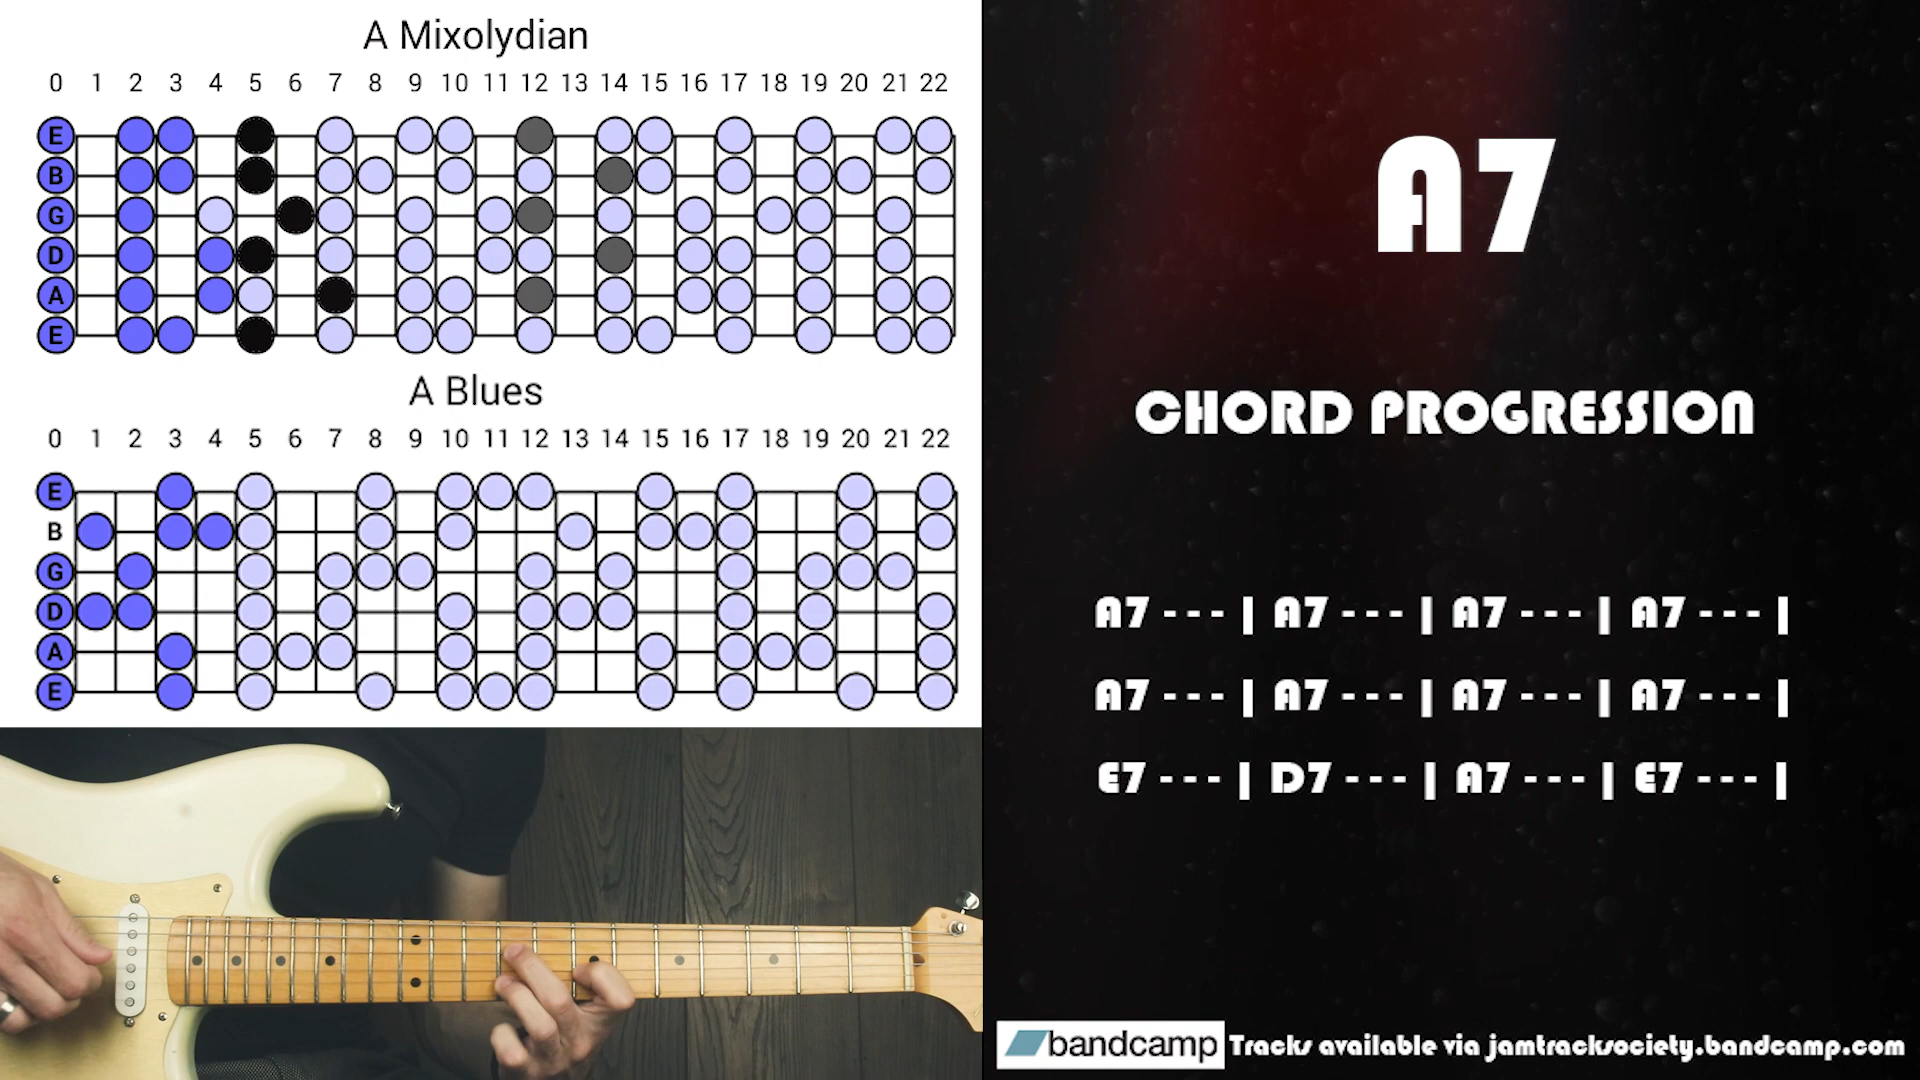 A Mixolydian
0 1 2 3 4 5 6 7 8 9 10 11 12 13 14 15 16 17 18 19 20 21 22
E
B
G
D
A
E
A Blues
0 1 2 3 4 5 6 7 8 9 10 11 12 13 14 15 16 17 18 19 20 21 22
E
B
G
D
A
E
A7
CHORD PROGRESSION
A7 - - - | A7 - - - | A7 - - - | A7 - - - |
A7 - - - | A7 - - - | A7 - - - | A7 - - - |
E7 - - - | D7 - - - | A7 - - - | E7 - - - |
bandcamp Tracks available via jamtracksociety.bandcamp.com